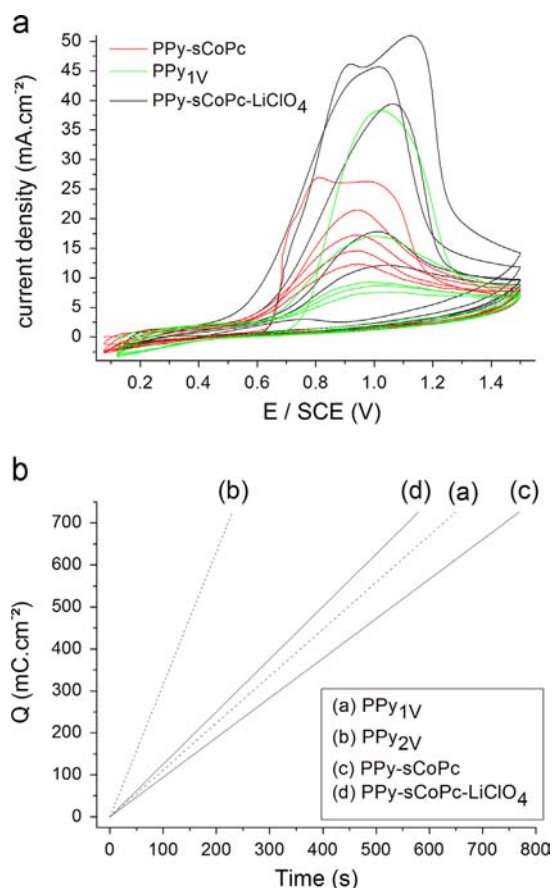 a
PPy-sCoPc
PPy1V
PPy-sCoPc-LiClO4
current density (mA.cm⁻²)
50
45
40
35
30
25
20
15
10
5
0
0.2 0.4 0.6 0.8 1.0 1.2 1.4
E / SCE (V)
b
(b) (d) (a) (c)
Q (mC.cm⁻²)
700
600
500
400
300
200
100
0
(a) PPy1V
(b) PPy2V
(c) PPy-sCoPc
(d) PPy-sCoPc-LiClO4
0 100 200 300 400 500 600 700 800
Time (s)